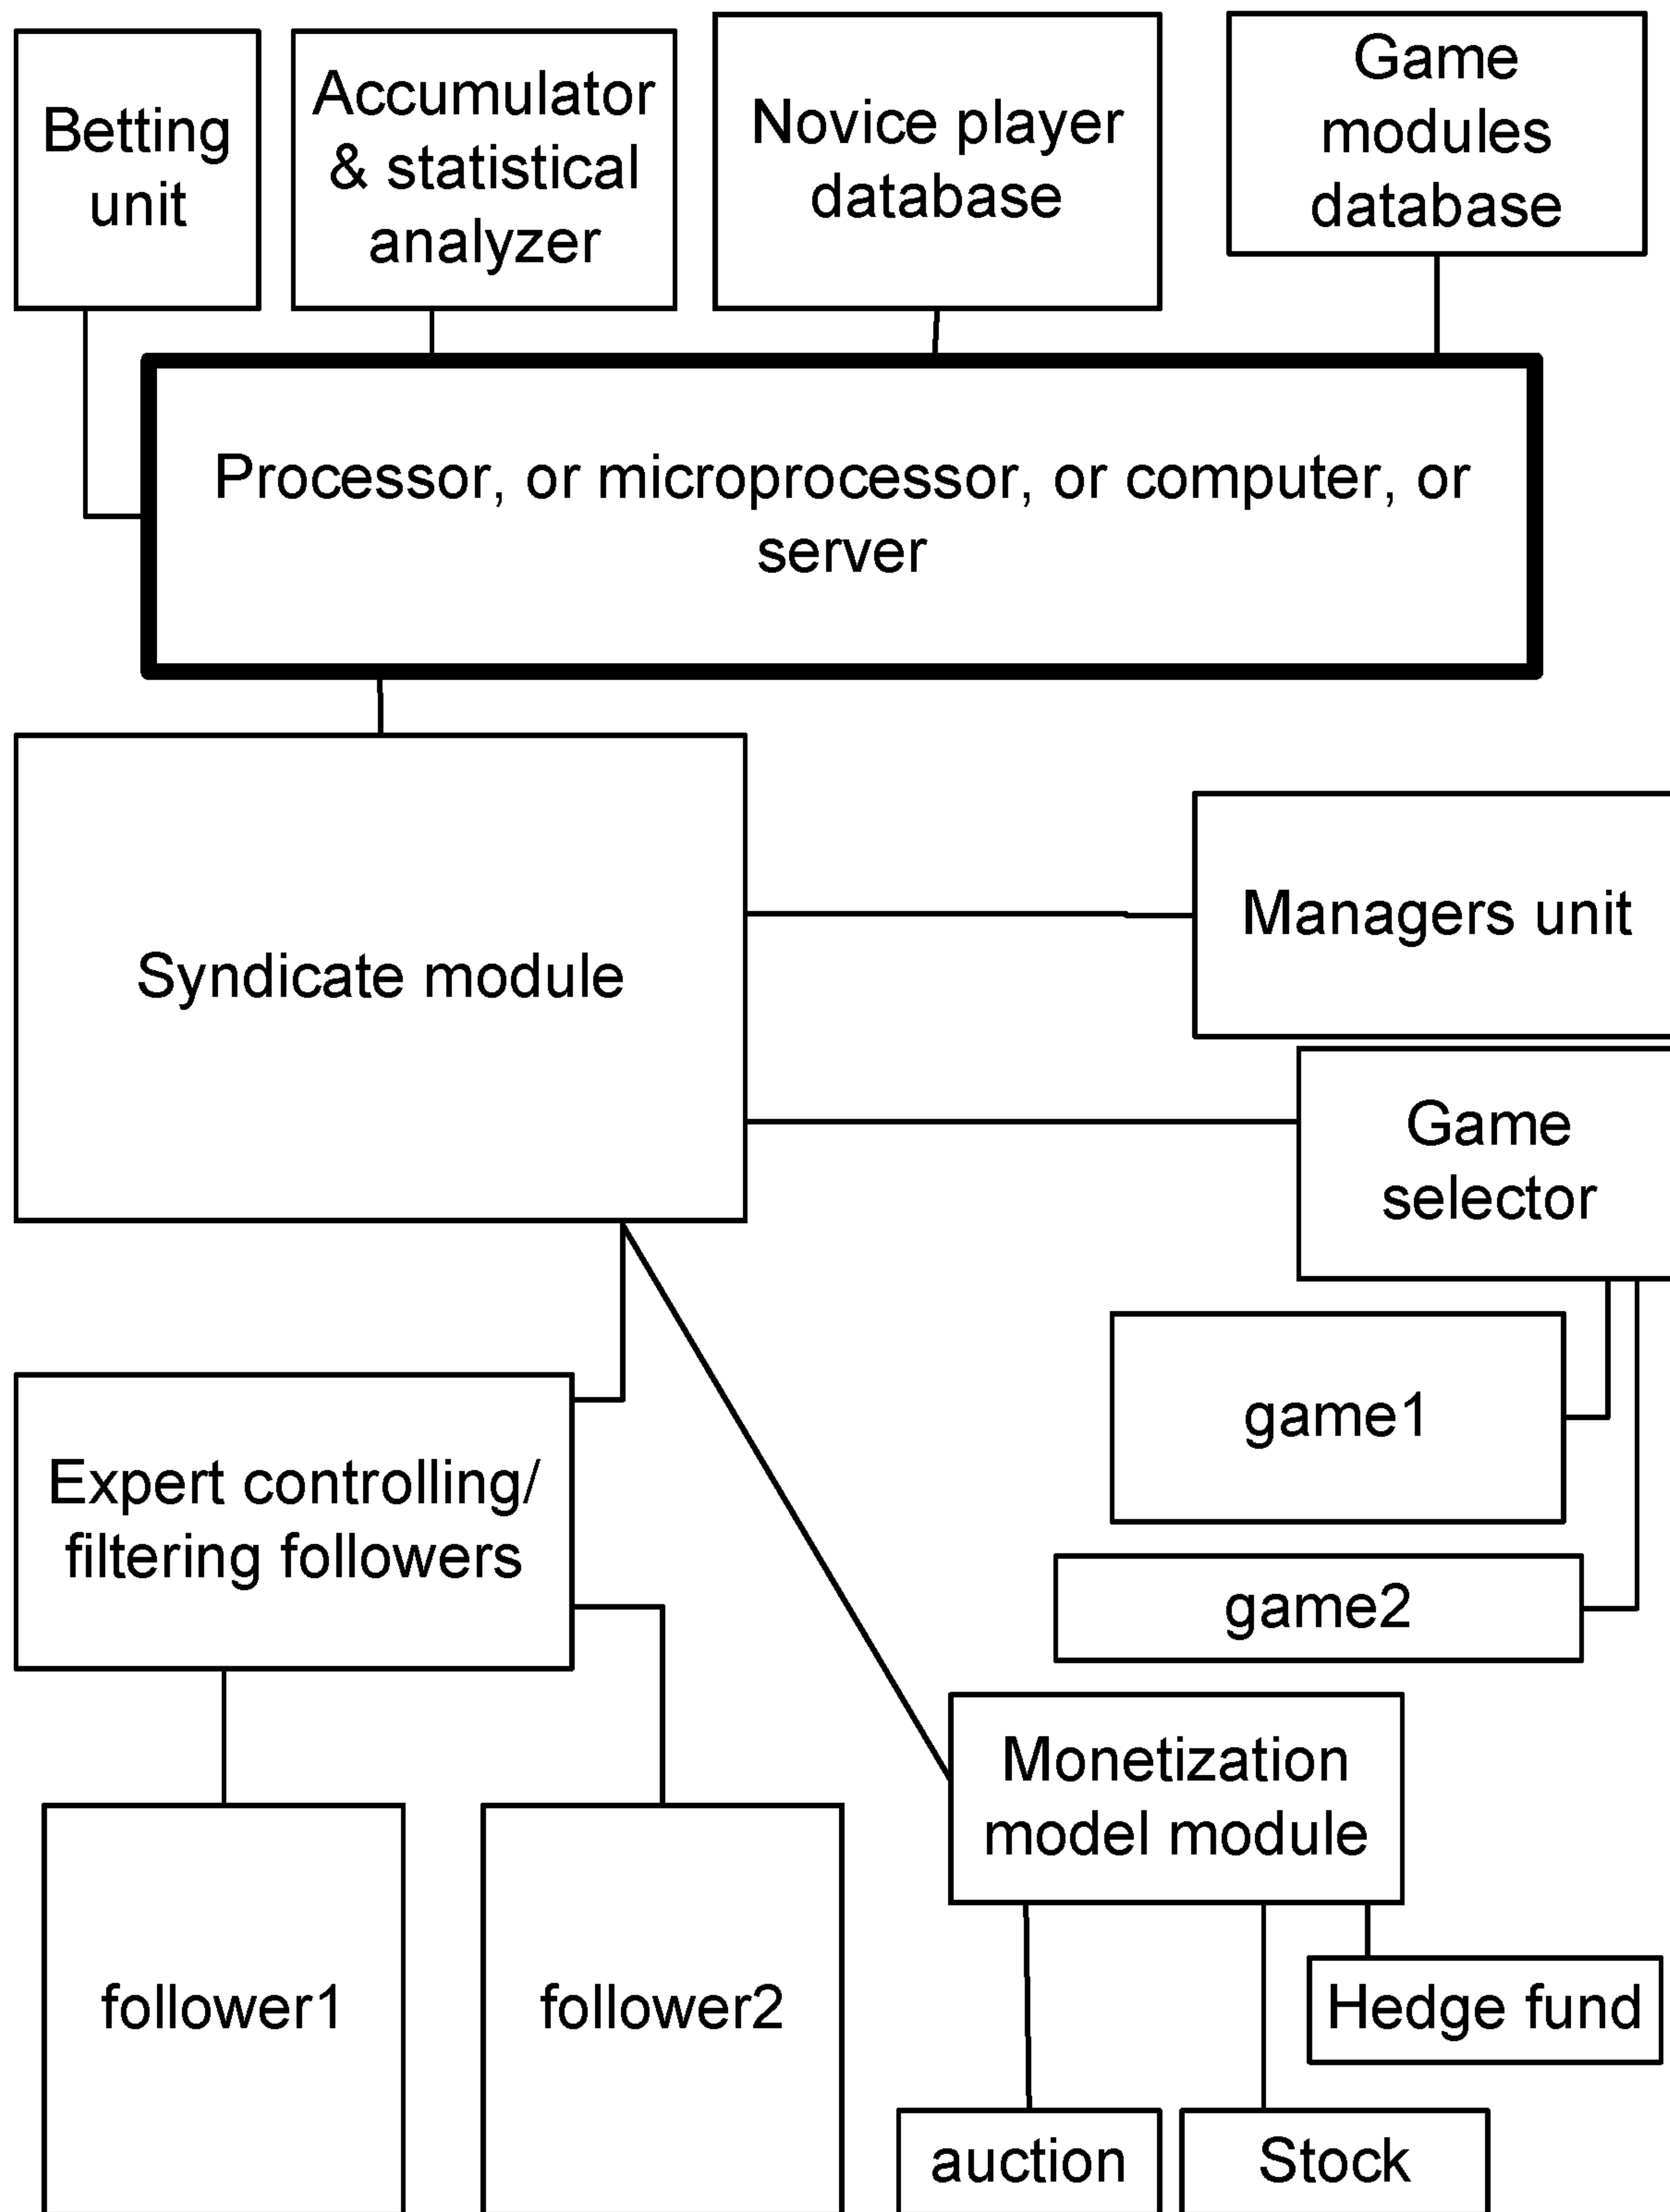 Betting
unit
Accumulator
& statistical
analyzer
Novice player
database
Game
modules
database
Processor, or microprocessor, or computer, or
server
Syndicate module
Managers unit
Game
selector
game1
game2
Expert controlling/
filtering followers
Monetization
model module
follower1
follower2
Hedge fund
auction
Stock